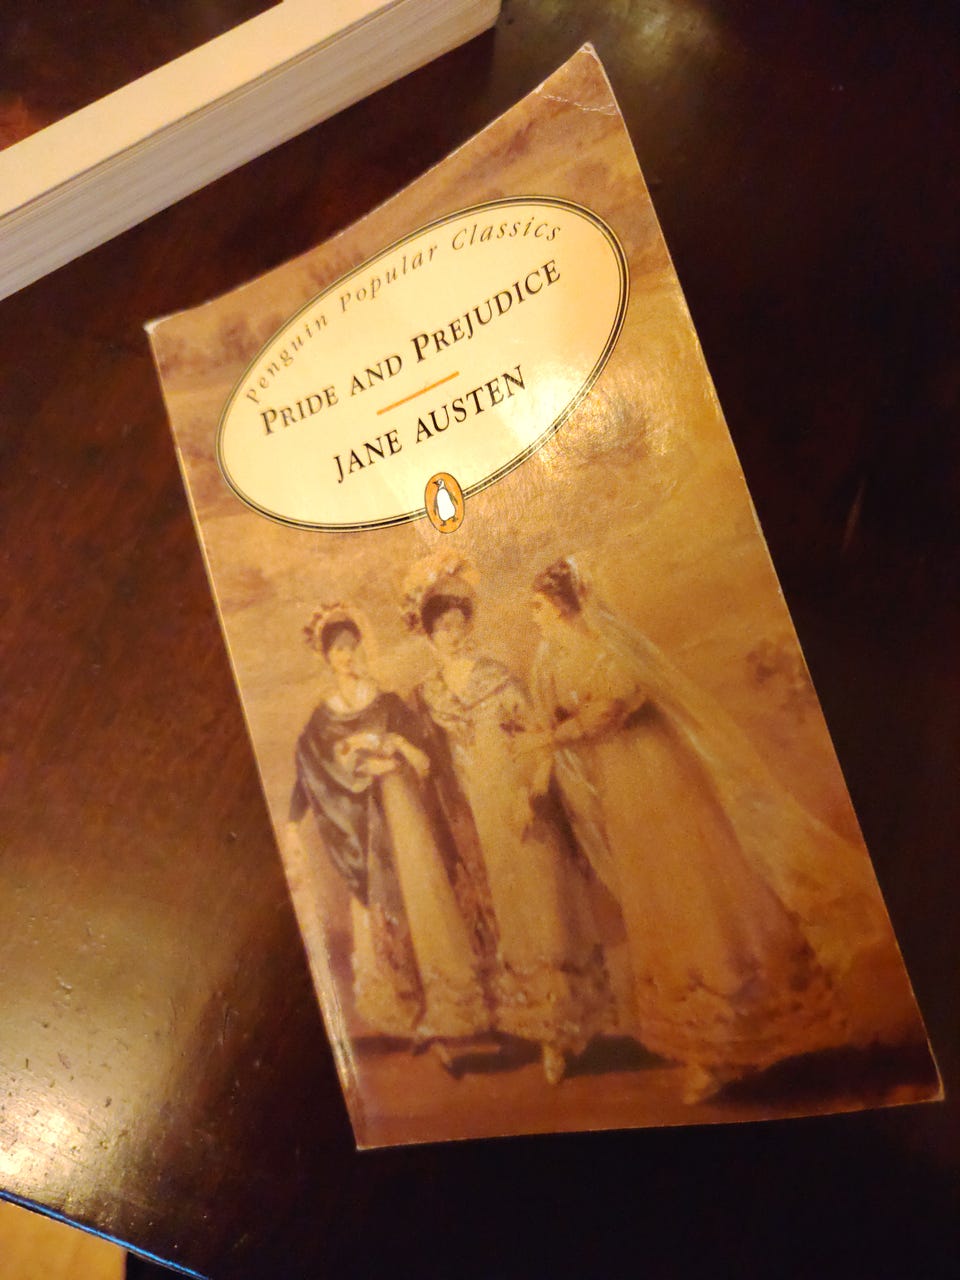 Penguin Popular Classics
PRIDE AND PREJUDICE
JANE AUSTEN